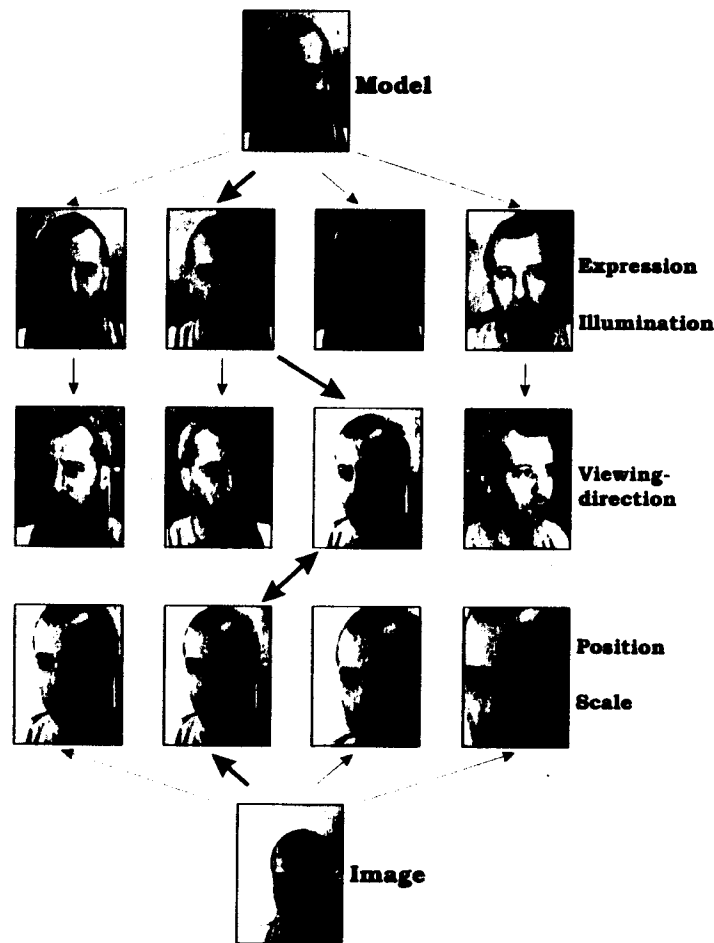 Model
Expression
Illumination
Viewing-
direction
Position
Scale
Image